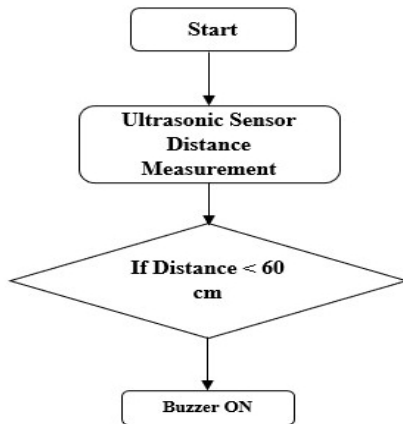 Start
Ultrasonic Sensor
Distance
Measurement
If Distance < 60
cm
Buzzer ON